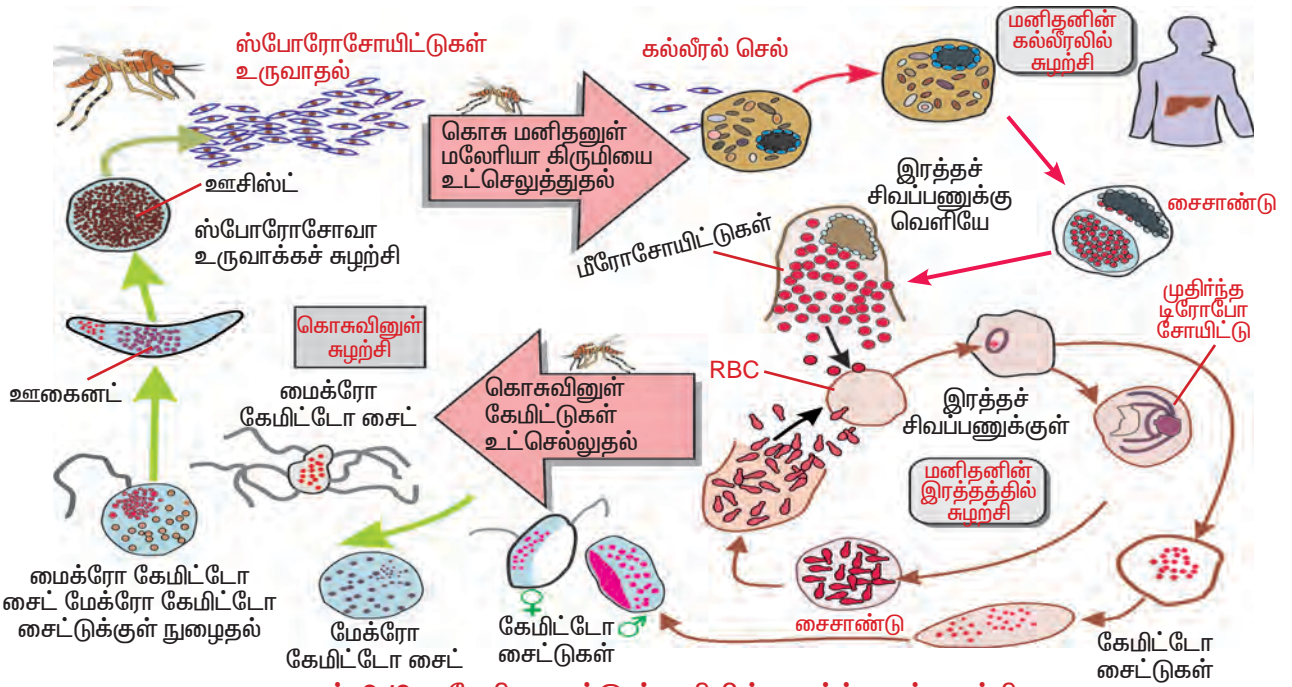 ஸ்போரோசோயிட்டுகள்
உருவாதல்
கல்லீரல் செல்
மனிதனின்
கல்லீரலில்
சுழற்சி
கொசு மனிதனுள்
மலேரியா கிருமியை
உட்செலுத்துதல்
ஊசிஸ்ட்
ஸ்போரோசோவா
உருவாக்கச் சுழற்சி
இரத்தச்
சிவப்பணுக்கு
வெளியே
சைசாண்டு
மீரோசோயிட்டுகள்
முதிர்ந்த
டிரோபோ
சோயிட்டு
கொசுவினுள்
சுழற்சி
ஊகைனட்
மைக்ரோ
கேமிட்டோ சைட்
கொசுவினுள்
கேமிட்டுகள்
உட்செல்லுதல்
RBC
இரத்தச்
சிவப்பணுக்குள்
மனிதனின்
இரத்தத்தில்
சுழற்சி
மைக்ரோ கேமிட்டோ
சைட் மேக்ரோ கேமிட்டோ
சைட்டுக்குள் நுழைதல்
மேக்ரோ
கேமிட்டோ சைட்
♀
♂
கேமிட்டோ
சைட்டுகள்
சைசாண்டு
கேமிட்டோ
சைட்டுகள்